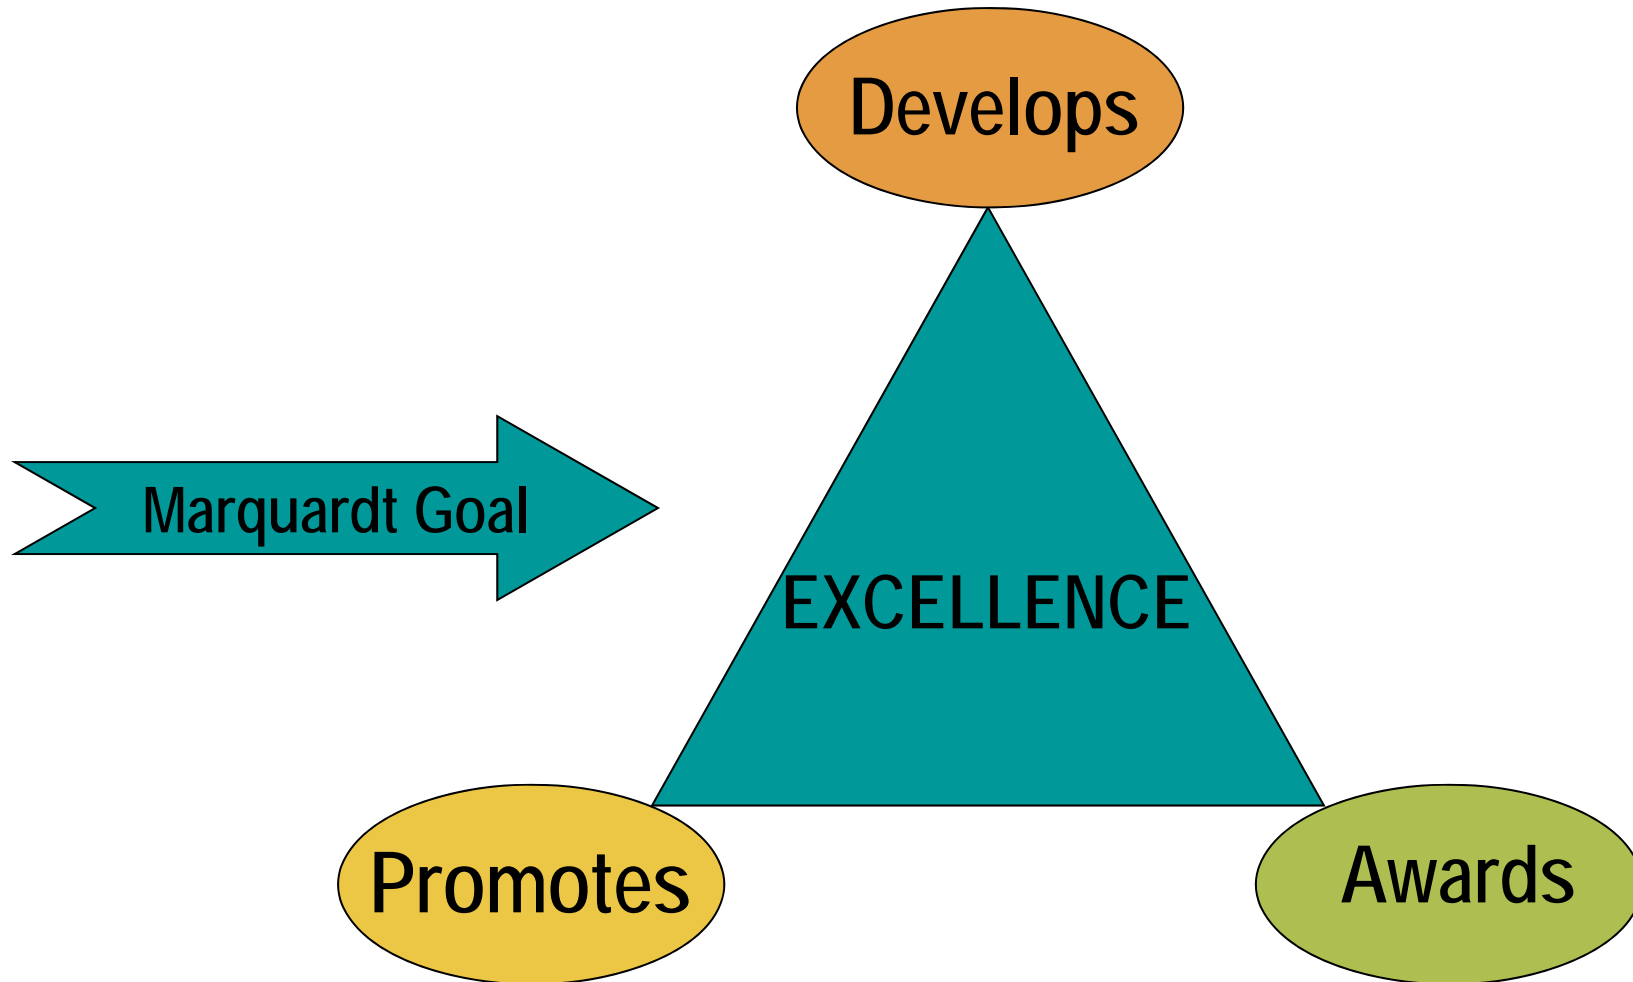 Develops
Marquardt Goal
EXCELLENCE
Promotes
Awards